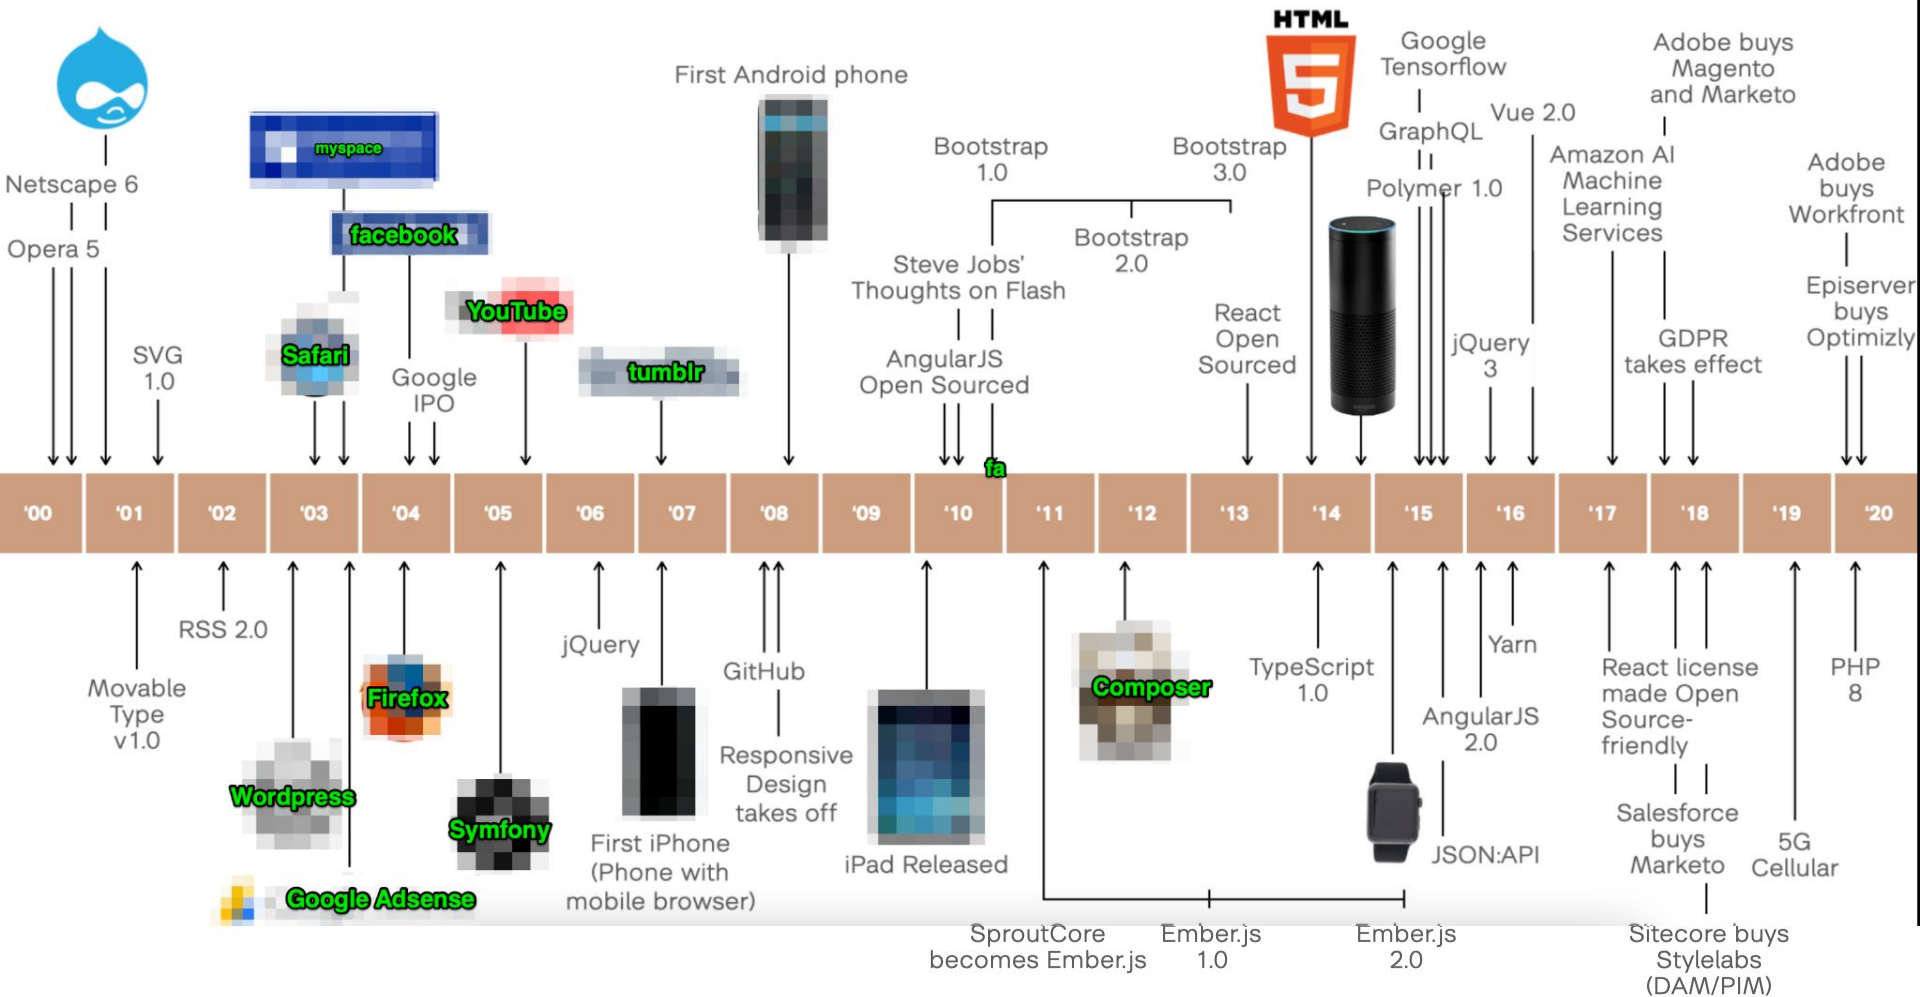 HTML
5
Google
Tensorflow
Adobe buys
Magento
and Marketo
First Android phone
Vue 2.0
GraphQL
myspace
Bootstrap
1.0
Bootstrap
3.0
Amazon AI
Machine
Learning
Services
Adobe
buys
Workfront
Netscape 6
Polymer 1.0
facebook
Bootstrap
2.0
Opera 5
Steve Jobs’
Thoughts on Flash
Episerver
buys
Optimizly
YouTube
React
Open
Sourced
jQuery
3
GDPR
takes effect
SVG
1.0
Safari
AngularJS
Open Sourced
tumblr
Google
IPO
fa
‘00
‘01
‘02
‘03
‘04
‘05
‘06
‘07
‘08
‘09
‘10
‘11
‘12
‘13
‘14
‘15
‘16
‘17
‘18
‘19
‘20
RSS 2.0
jQuery
Yarn
GitHub
TypeScript
1.0
React license
made Open
Source-
friendly
PHP
8
Movable
Type
v1.0
Firefox
Composer
AngularJS
2.0
Responsive
Design
takes off
Wordpress
Symfony
First iPhone
(Phone with
mobile browser)
iPad Released
JSON:API
Salesforce
buys
Marketo
5G
Cellular
Google Adsense
SproutCore
becomes Ember.js
Ember.js
1.0
Ember.js
2.0
Sitecore buys
Stylelabs
(DAM/PIM)